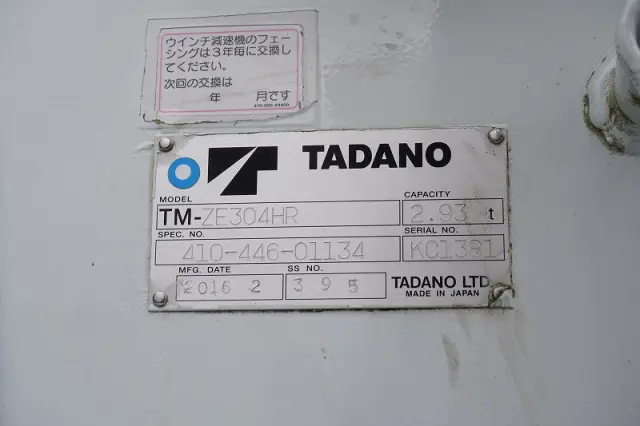 ウインチ減速機のフェー
シングは3年毎に交換し
てください。
次回の交換は
年 月です
TADANO
MODEL CAPACITY
TM-ZE304HR 2.93 t
SPEC. NO. SERIAL NO.
410-446-01134 KC1381
MFG. DATE SS NO.
2016 2 395 TADANO LTD.
MADE IN JAPAN